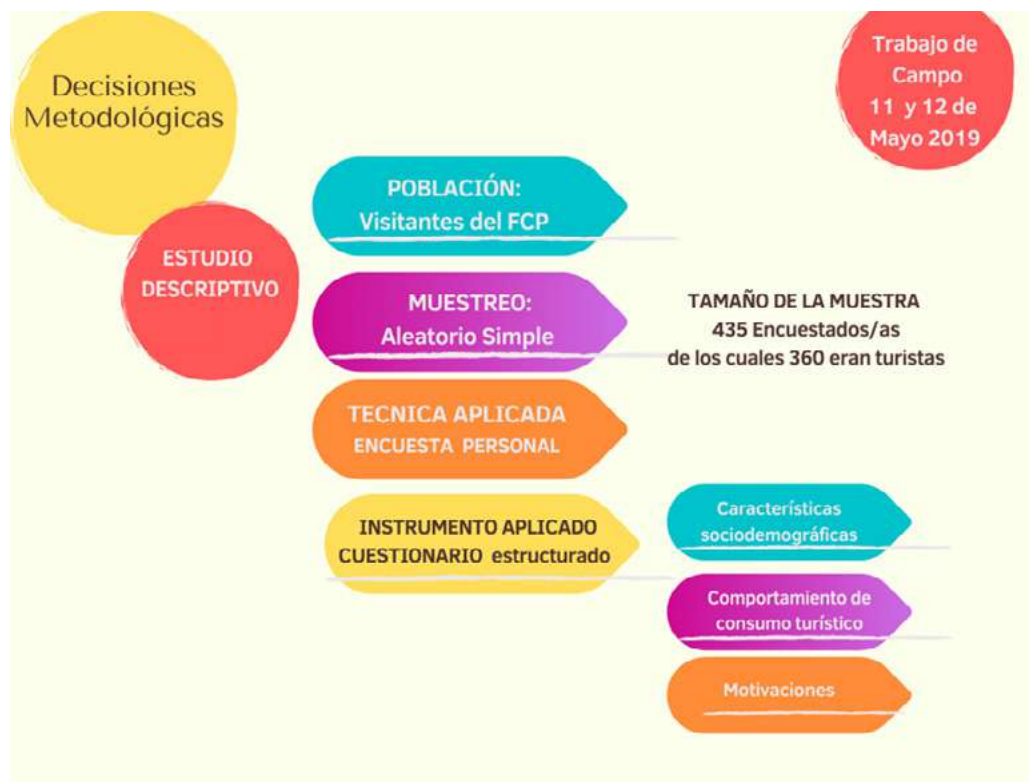 Decisiones
Metodológicas
Trabajo de
Campo
11 y 12 de
Mayo 2019
ESTUDIO
DESCRIPTIVO
POBLACIÓN:
Visitantes del FCP
MUESTREO:
Aleatorio Simple
TAMAÑO DE LA MUESTRA
435 Encuestados/as
de los cuales 360 eran turistas
TECNICA APLICADA
ENCUESTA PERSONAL
INSTRUMENTO APLICADO
CUESTIONARIO estructurado
Características
sociodemográficas
Comportamiento de
consumo turístico
Motivaciones